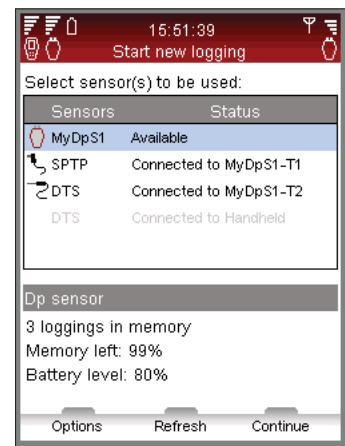 15:51:39
Start new logging
Select sensor(s) to be used:
Sensors Status
MyDpS1 Available
SPTP Connected to MyDpS1-T1
DTS Connected to MyDpS1-T2
DTS Connected to Handheld
Dp sensor
3 loggings in memory
Memory left: 99%
Battery level: 80%
Options Refresh Continue